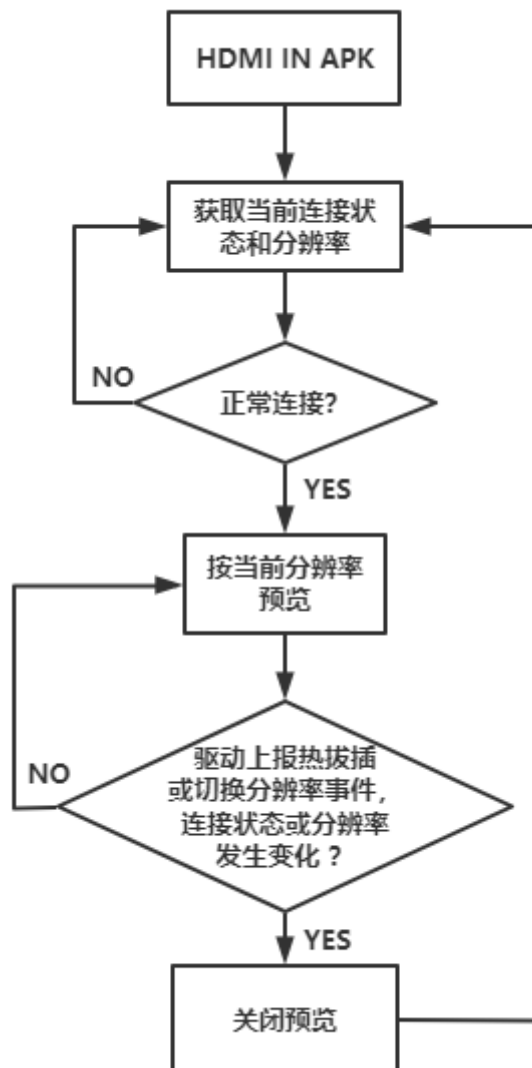 HDMI IN APK
获取当前连接状
态和分辨率
NO
正常连接?
YES
按当前分辨率
预览
NO
驱动上报热拔插
或切换分辨率事件,
连接状态或分辨率
发生变化?
YES
关闭预览